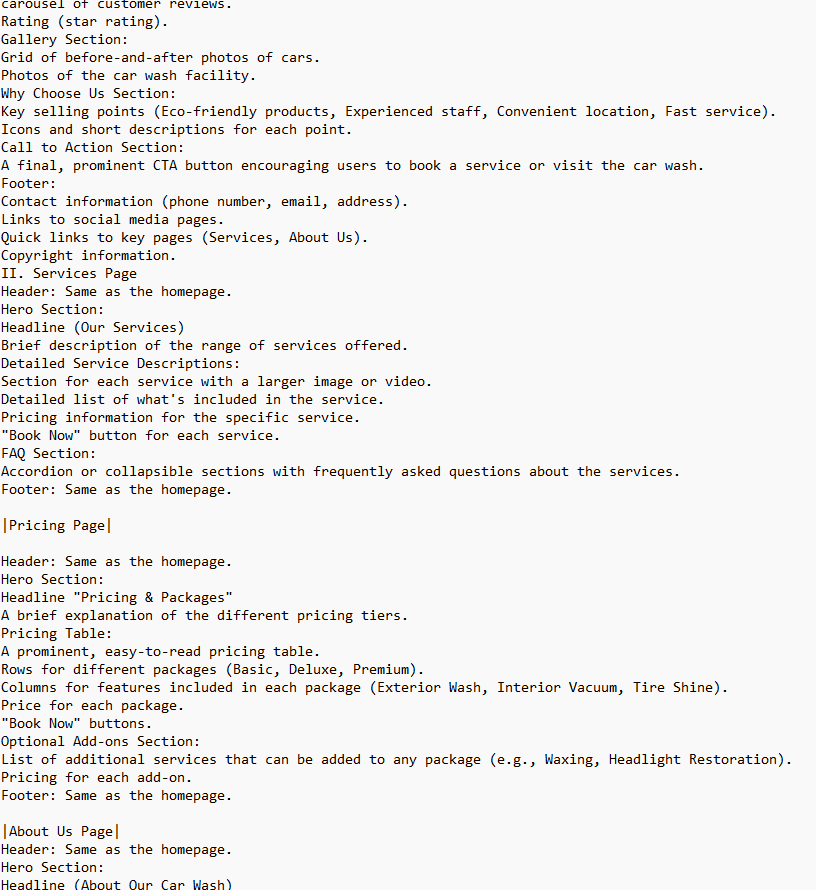 carousel of customer reviews.
Rating (star rating).
Gallery Section:
Grid of before-and-after photos of cars.
Photos of the car wash facility.
Why Choose Us Section:
Key selling points (Eco-friendly products, Experienced staff, Convenient location, Fast service).
Icons and short descriptions for each point.
Call to Action Section:
A final, prominent CTA button encouraging users to book a service or visit the car wash.
Footer:
Contact information (phone number, email, address).
Links to social media pages.
Quick links to key pages (Services, About Us).
Copyright information.
II. Services Page
Header: Same as the homepage.
Hero Section:
Headline (Our Services)
Brief description of the range of services offered.
Detailed Service Descriptions:
Section for each service with a larger image or video.
Detailed list of what's included in the service.
Pricing information for the specific service.
"Book Now" button for each service.
FAQ Section:
Accordion or collapsible sections with frequently asked questions about the services.
Footer: Same as the homepage.
|Pricing Page|
Header: Same as the homepage.
Hero Section:
Headline "Pricing & Packages"
A brief explanation of the different pricing tiers.
Pricing Table:
A prominent, easy-to-read pricing table.
Rows for different packages (Basic, Deluxe, Premium).
Columns for features included in each package (Exterior Wash, Interior Vacuum, Tire Shine).
Price for each package.
"Book Now" buttons.
Optional Add-ons Section:
List of additional services that can be added to any package (e.g., Waxing, Headlight Restoration).
Pricing for each add-on.
Footer: Same as the homepage.
|About Us Page|
Header: Same as the homepage.
Hero Section:
Headline (About Our Car Wash)